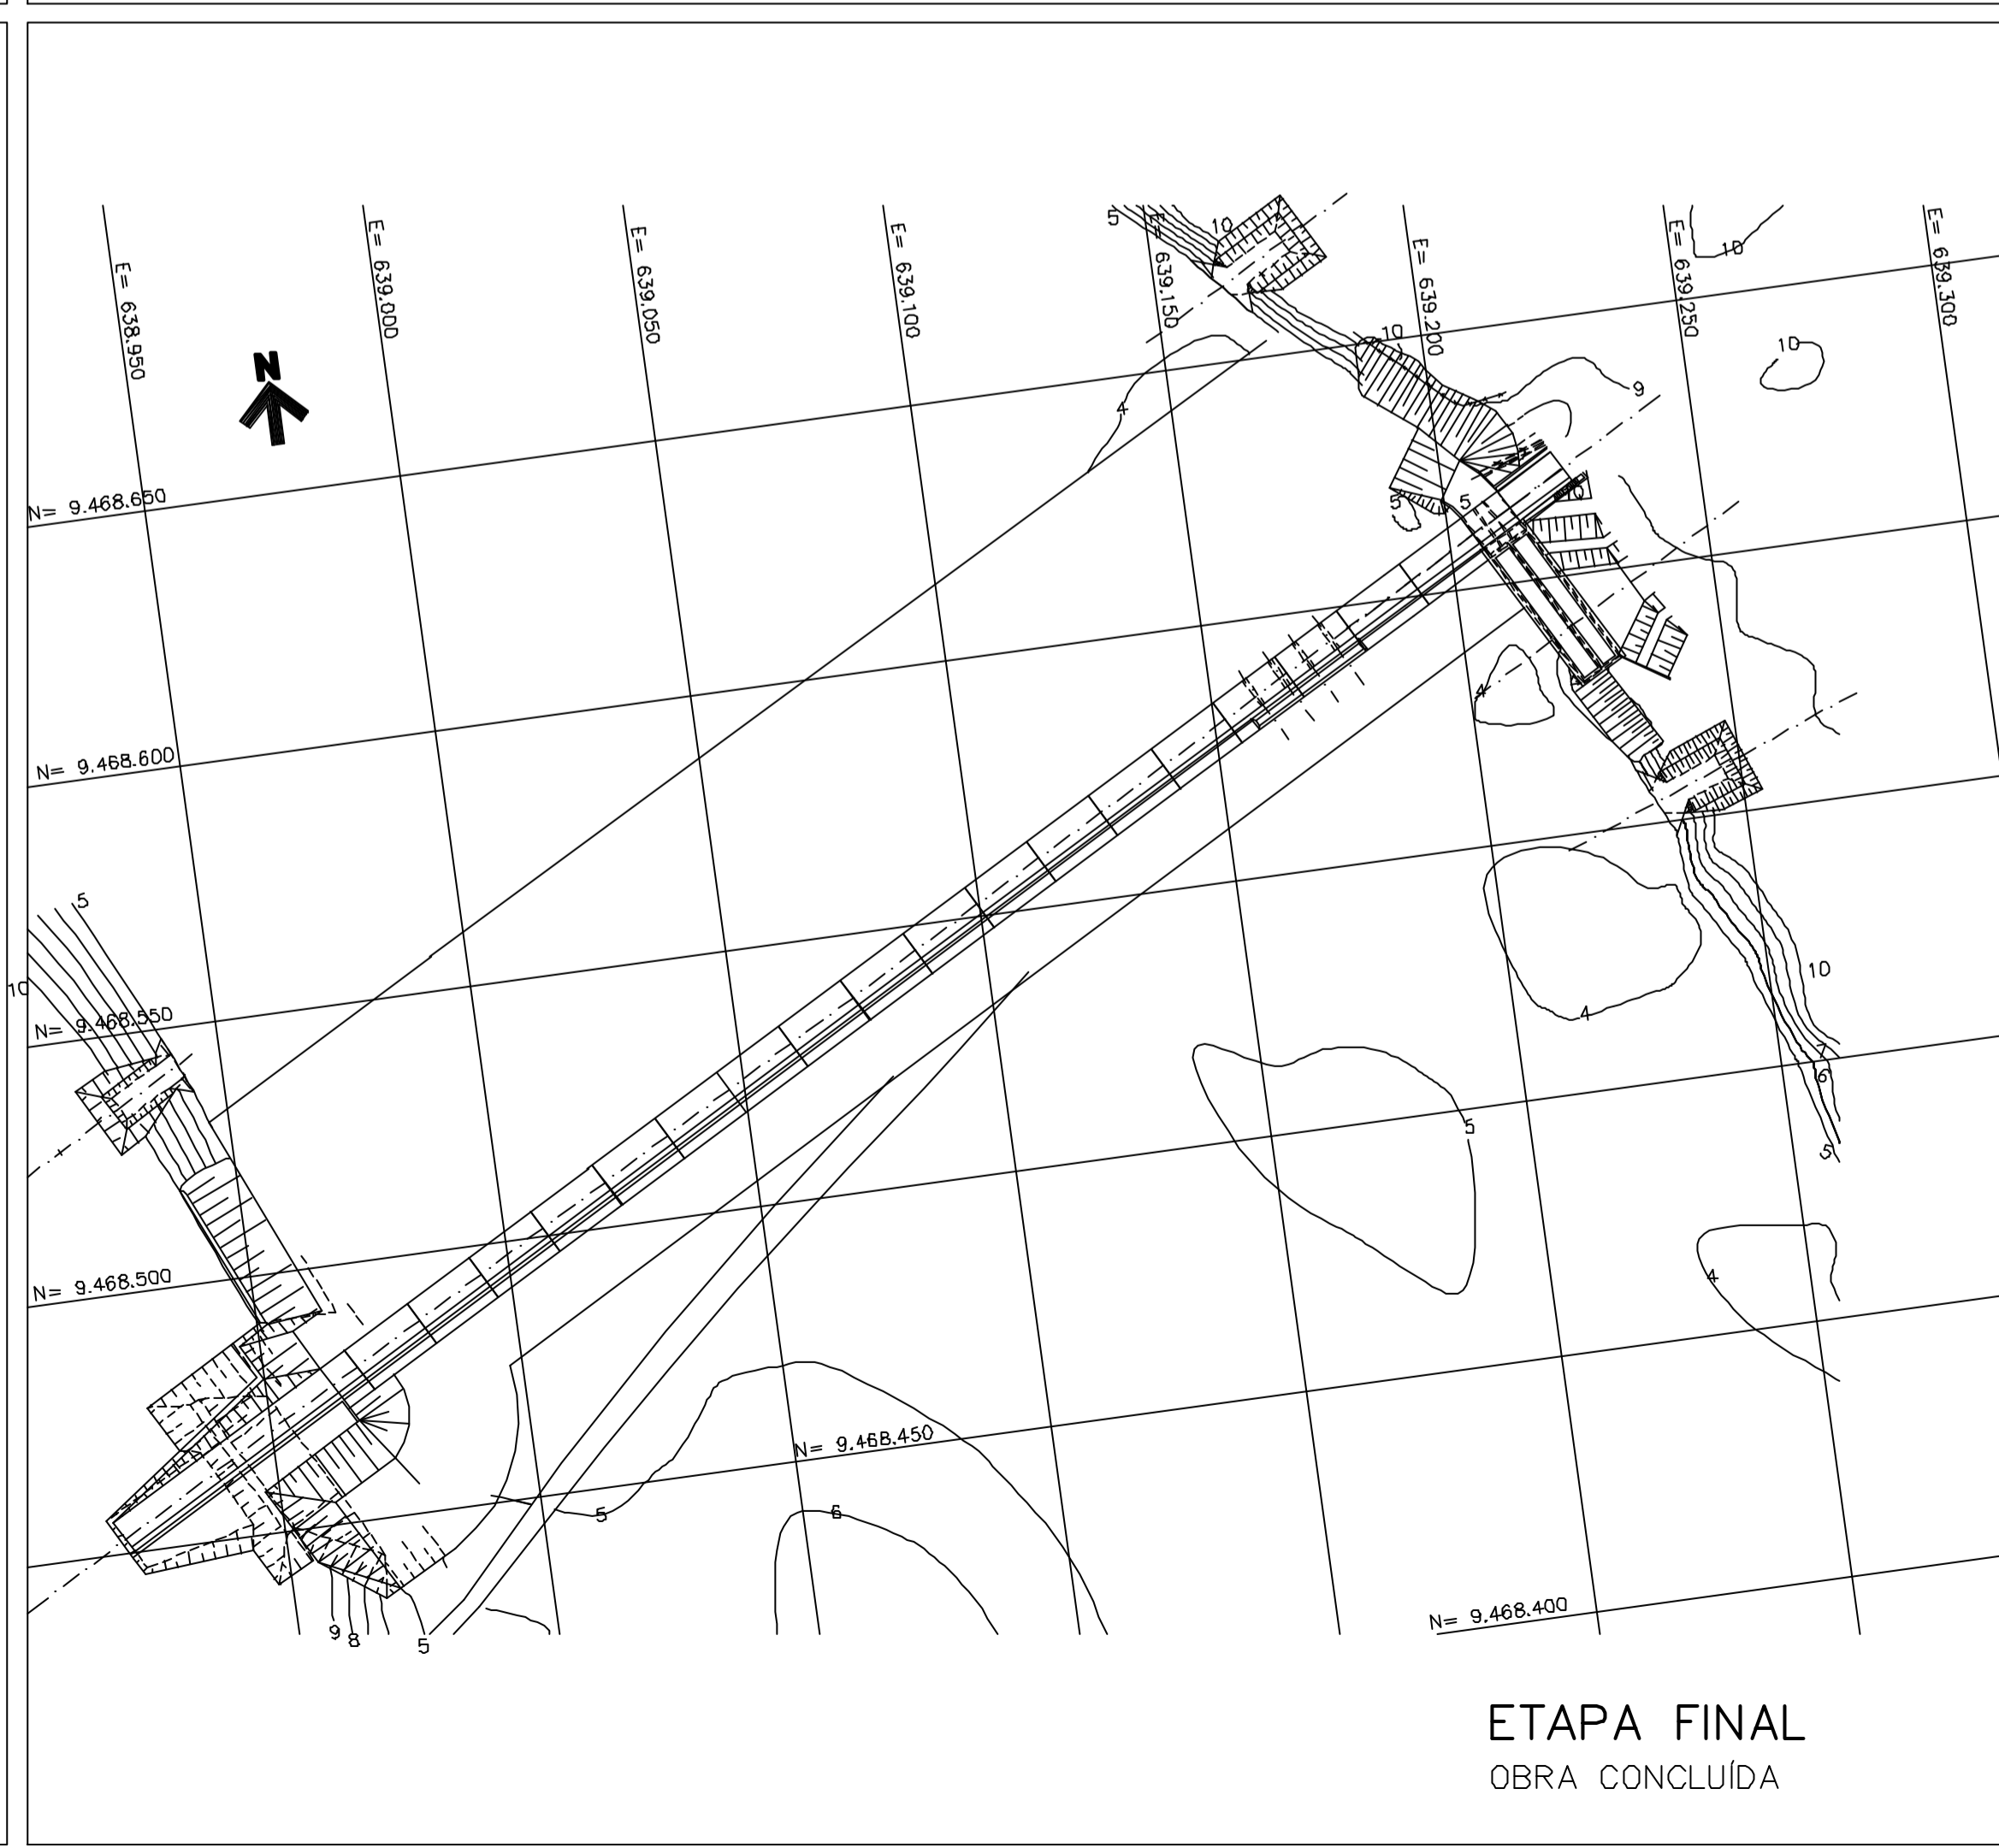 5
10
E= 639.150
E= 639.300
E= 639.000
E= 639.050
E= 639.100
E= 639.250
E= 639.200
E= 638.950
10
10
10
N
9
4
N= 9.468.650
5
5
10
4
N= 9.468.600
5
10
10
4
N= 9.468.550
7
6
5
5
N= 9.468.500
4
N= 9.468.450
5
6
N= 9.468.400
9
8
5
ETAPA FINAL
OBRA CONCLUÍDA